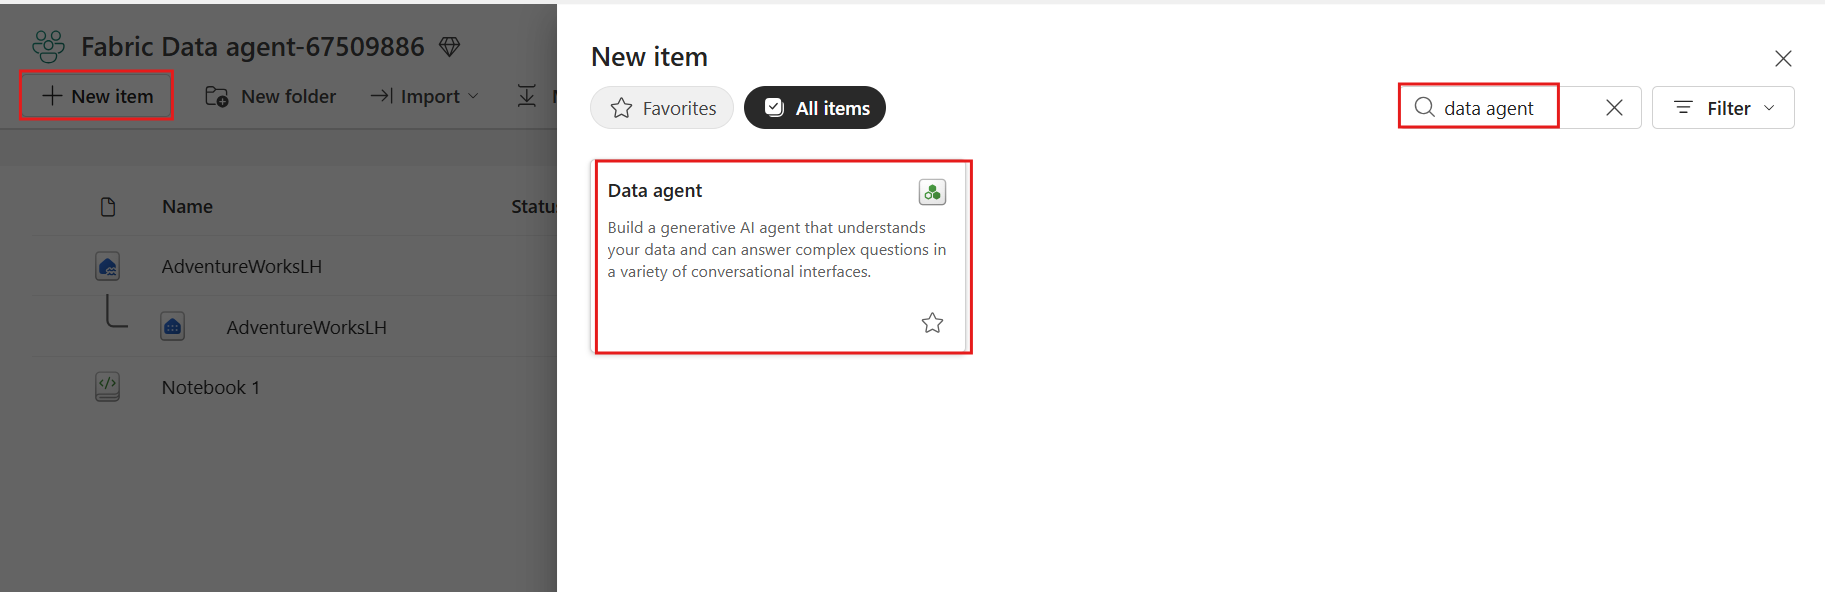 Fabric Data agent-67509886
New item
New folder
Import
Name
AdventureWorksLH
AdventureWorksLH
Notebook 1
New item
Favorites
All items
data agent
Filter
Data agent
Build a generative AI agent that understands
your data and can answer complex questions in
a variety of conversational interfaces.